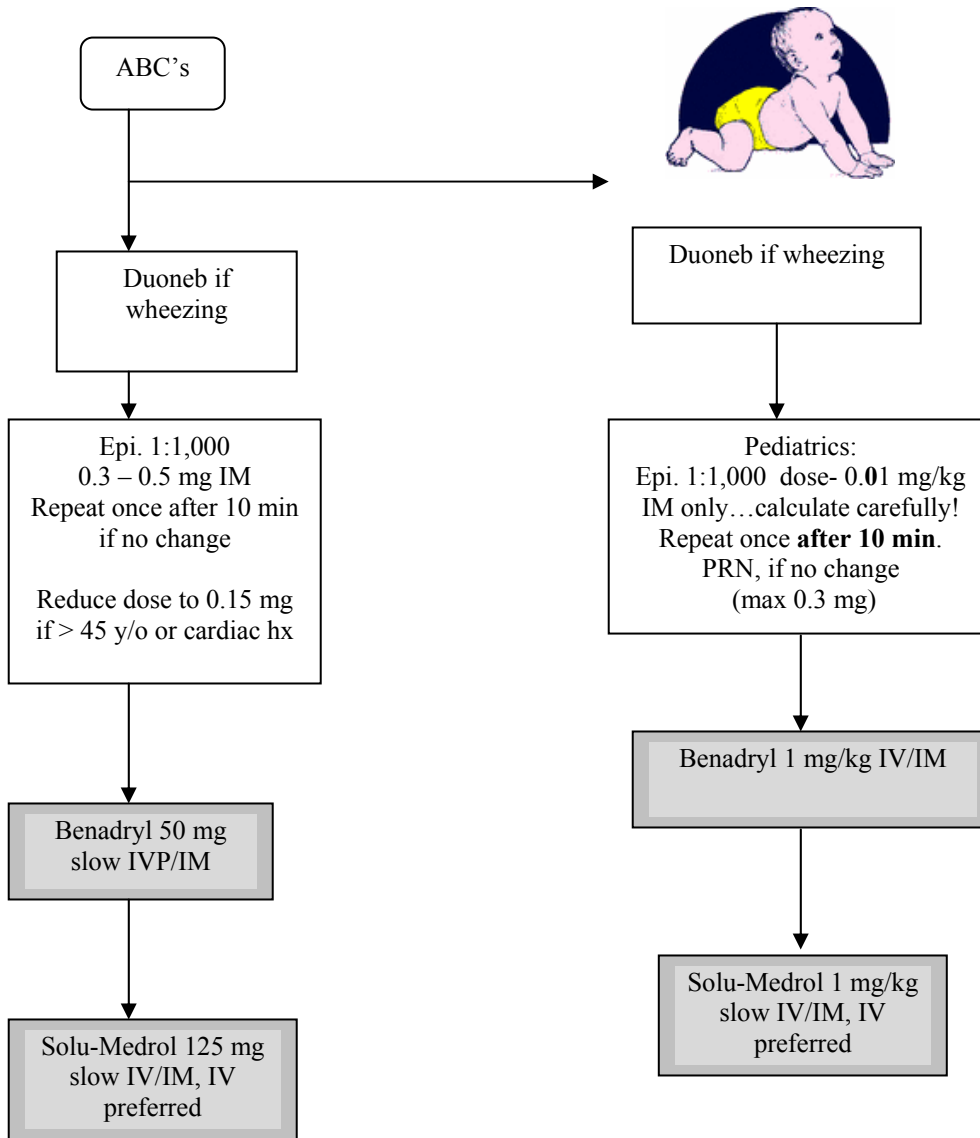 ABC’s
Duoneb if
wheezing
Epi. 1:1,000
0.3 – 0.5 mg IM
Repeat once after 10 min
if no change
Reduce dose to 0.15 mg
if > 45 y/o or cardiac hx
Benadryl 50 mg
slow IVP/IM
Solu-Medrol 125 mg
slow IV/IM, IV
preferred
Duoneb if wheezing
Pediatrics:
Epi. 1:1,000  dose- 0.01 mg/kg
IM only…calculate carefully!
Repeat once after 10 min.
PRN, if no change
(max 0.3 mg)
Benadryl 1 mg/kg IV/IM
Solu-Medrol 1 mg/kg
slow IV/IM, IV
preferred